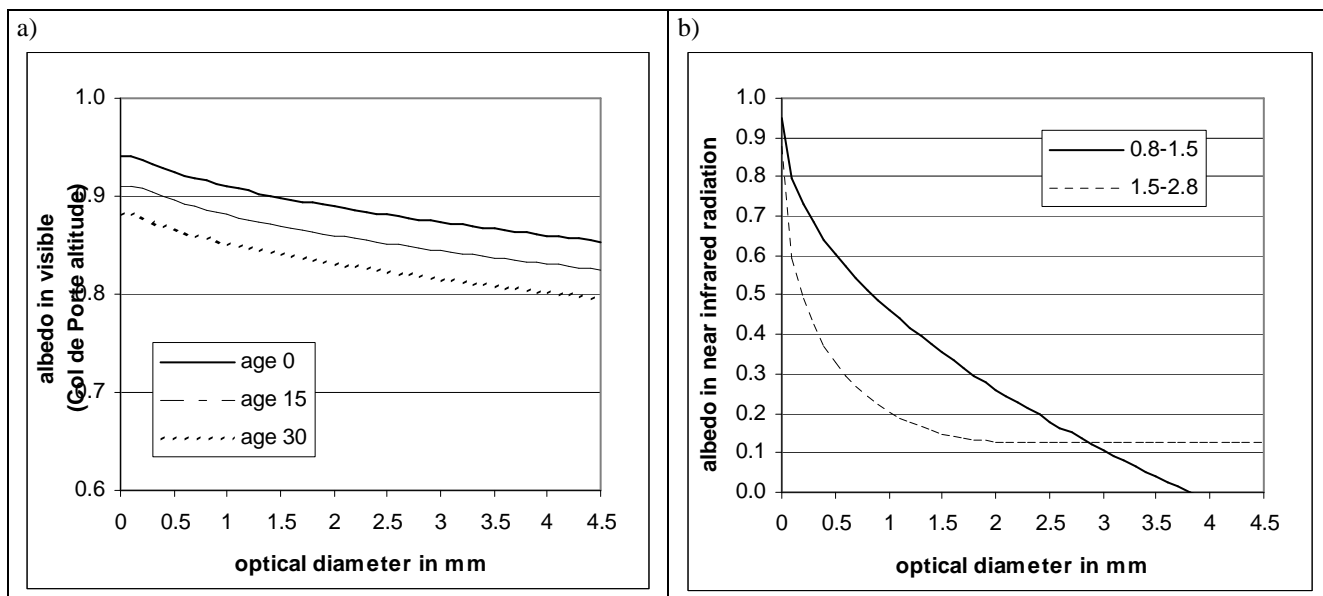 a)
1.0
0.9
0.8
0.7
0.6
albedo in visible
(Col de Porte altitude)
age 0
age 15
age 30
0 0.5 1 1.5 2 2.5 3 3.5 4 4.5
optical diameter in mm
b)
1.0
0.9
0.8
0.7
0.6
0.5
0.4
0.3
0.2
0.1
0.0
albedo in near infrared radiation
0.8-1.5
1.5-2.8
0 0.5 1 1.5 2 2.5 3 3.5 4 4.5
optical diameter in mm